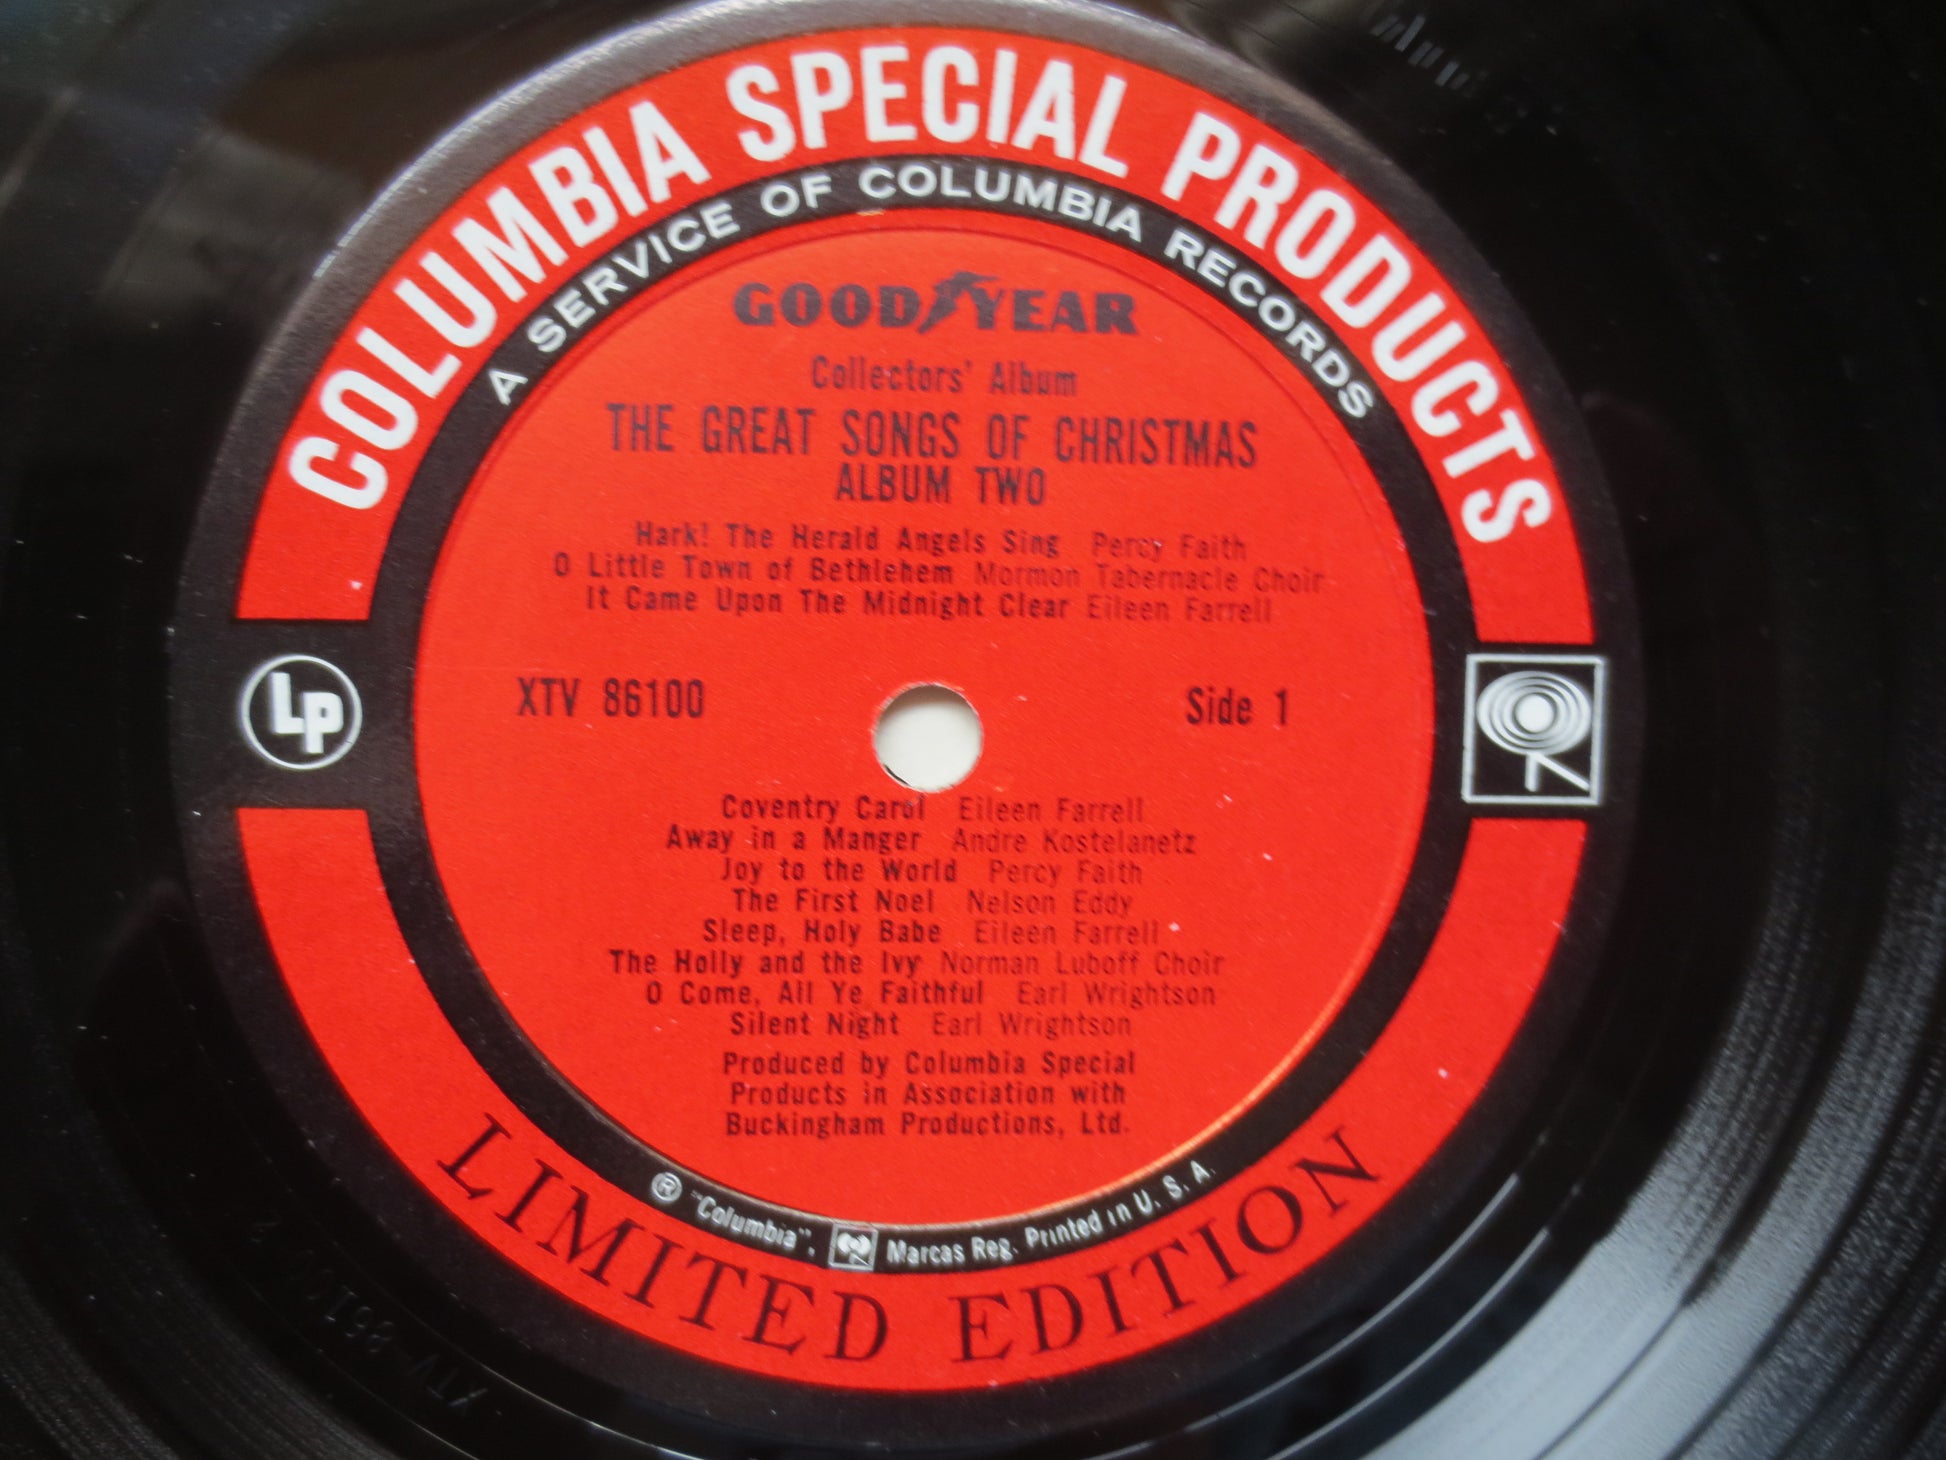 COLUMBIA SPECIAL PRODUCTS
A SERVICE OF COLUMBIA RECORDS
GOODYEAR
Collectors' Album
THE GREAT SONGS OF CHRISTMAS
ALBUM TWO
Hark! The Herald Angels Sing Percy Faith
O Little Town of Bethlehem Mormon Tabernacle Choir
It Came Upon The Midnight Clear Eileen Farrell
LP
XTV 86100
Side 1
Coventry Carol Eileen Farrell
Away in a Manger Andre Kostelanetz
Joy to the World Percy Faith
The First Noel Nelson Eddy
Sleep, Holy Babe Eileen Farrell
The Holly and the Ivy Norman Luboff Choir
O Come, All Ye Faithful Earl Wrightson
Silent Night Earl Wrightson
Produced by Columbia Special
Products in Association with
Buckingham Productions, Ltd.
® "Columbia", Marcas Reg. Printed in U. S. A.
LIMITED EDITION